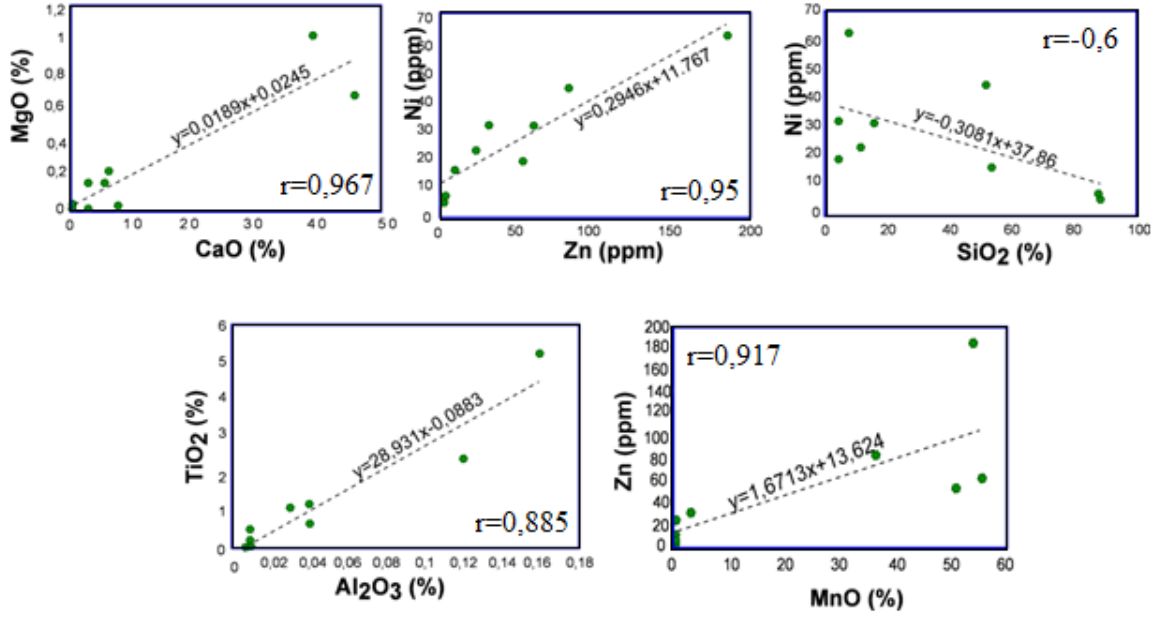 MgO (%)
1,2
1
0,8
0,6
0,4
0,2
0
y=0,0189x+0,0245
r=0,967
0 10 20 30 40 50
CaO (%)
Ni (ppm)
70
60
50
40
30
20
10
0
y=0,2946x+11.767
r=0,95
0 50 100 150 200
Zn (ppm)
Ni (ppm)
70
60
50
40
30
20
10
0
r=-0,6
y=-0,3081x+37.86
0 20 40 60 80 100
SiO2 (%)
TiO2 (%)
6
5
4
3
2
1
0
y=28,931x-0,0883
r=0,885
0 0,02 0,04 0,06 0,08 0,1 0,12 0,14 0,16 0,18
Al2O3 (%)
Zn (ppm)
200
180
160
140
120
100
80
60
40
20
0
r=0,917
y=1,6713x+13,624
0 10 20 30 40 50 60
MnO (%)